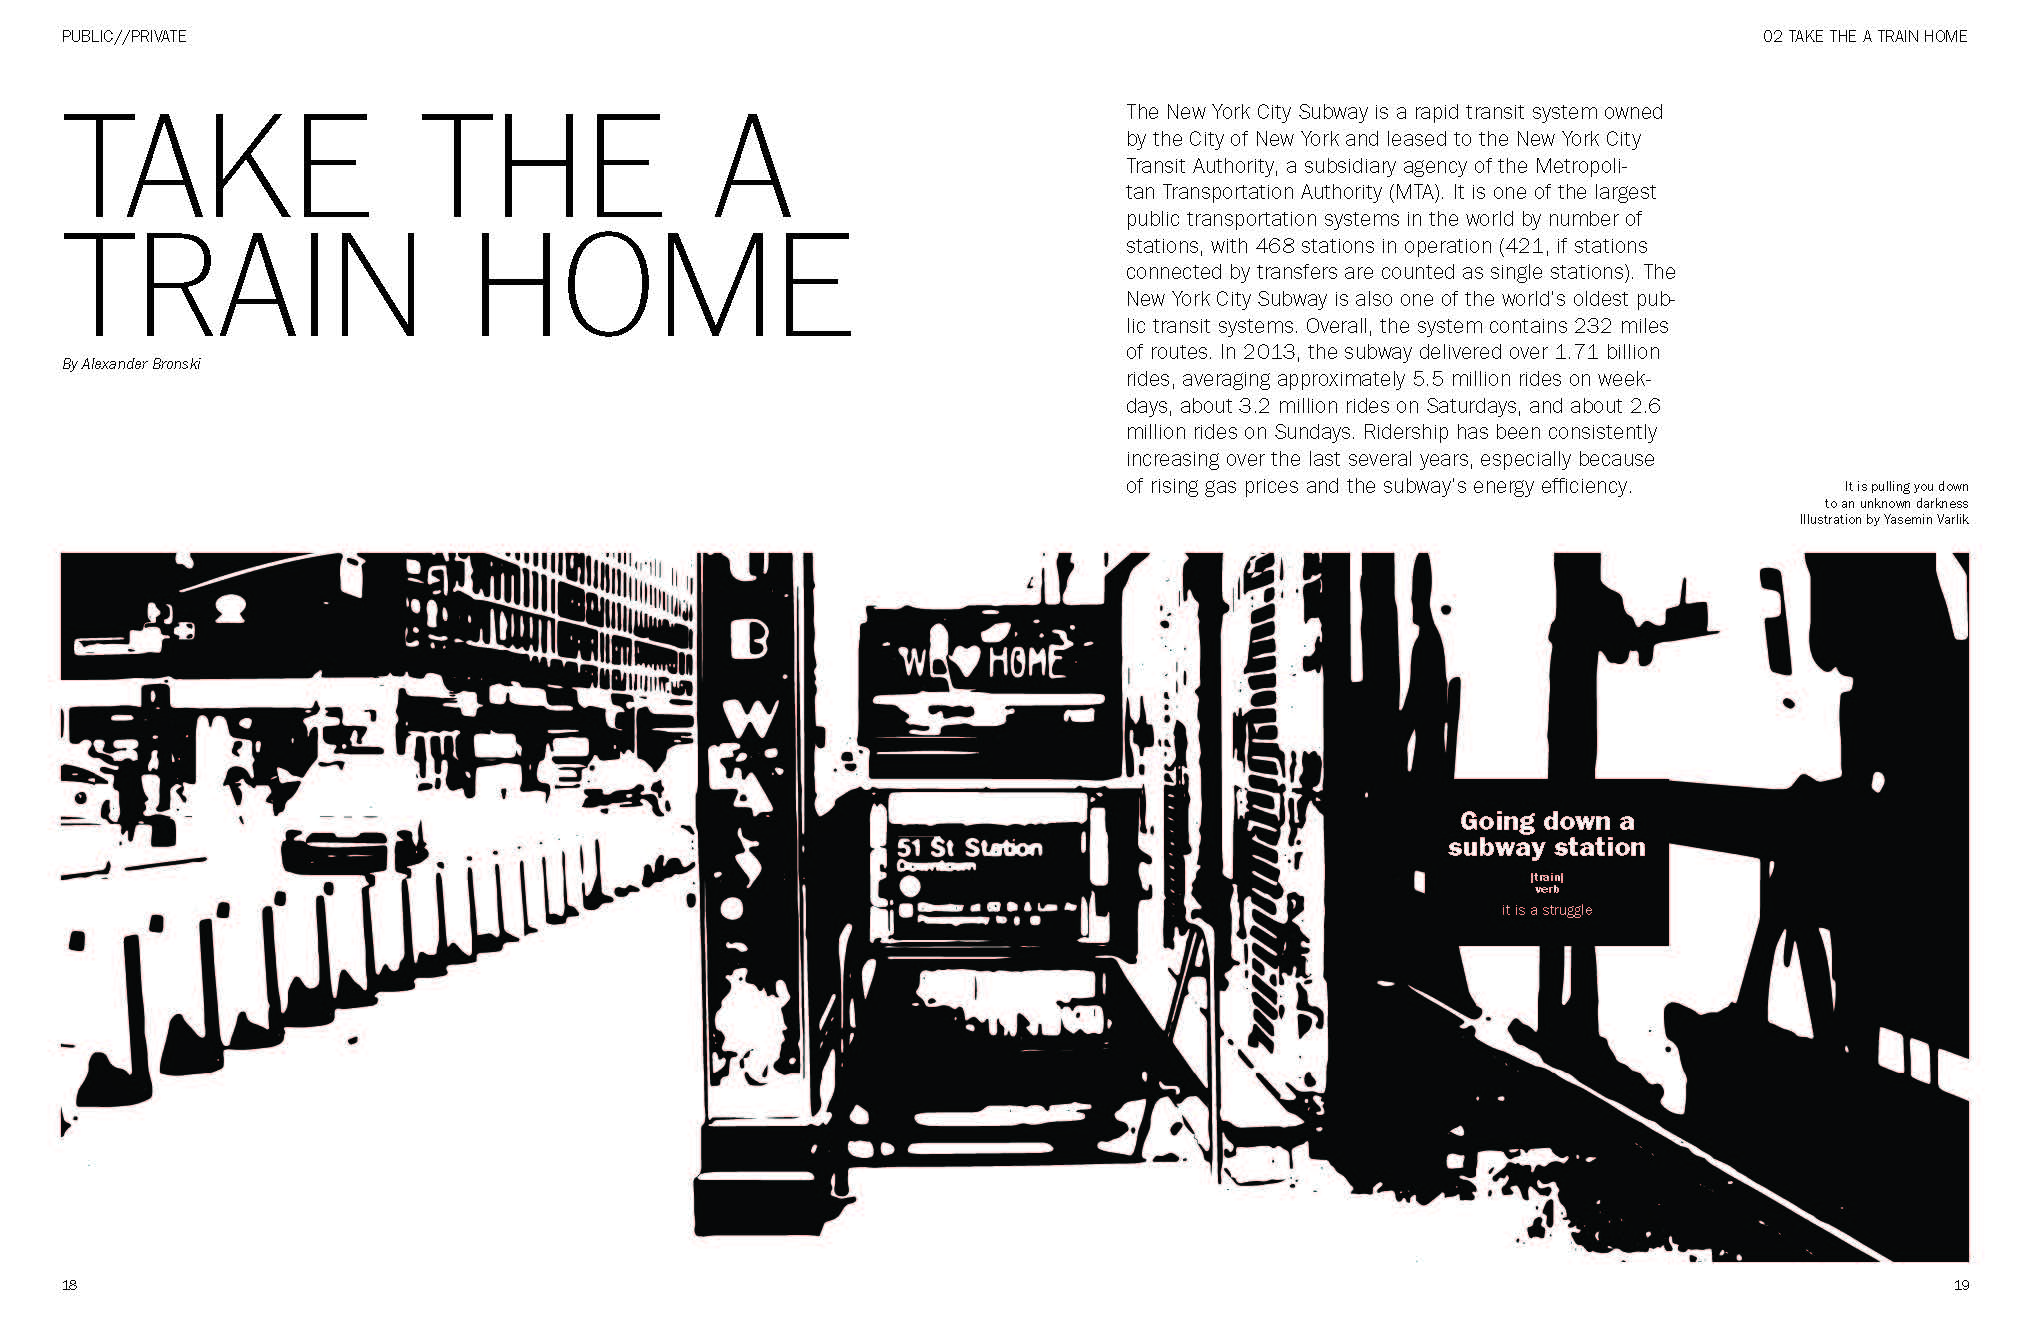 PUBLIC//PRIVATE
02 TAKE THE A TRAIN HOME
TAKE THE A
TRAIN HOME
By Alexander Bronski
The New York City Subway is a rapid transit system owned
by the City of New York and leased to the New York City
Transit Authority, a subsidiary agency of the Metropoli-
tan Transportation Authority (MTA). It is one of the largest
public transportation systems in the world by number of
stations, with 468 stations in operation (421, if stations
connected by transfers are counted as single stations). The
New York City Subway is also one of the world's oldest pub-
lic transit systems. Overall, the system contains 232 miles
of routes. In 2013, the subway delivered over 1.71 billion
rides, averaging approximately 5.5 million rides on week-
days, about 3.2 million rides on Saturdays, and about 2.6
million rides on Sundays. Ridership has been consistently
increasing over the last several years, especially because
of rising gas prices and the subway's energy efficiency.
It is pulling you down
to an unknown darkness
Illustration by Yasemin Varlik
B
W
WE ♥ HOME
51 St Station
Downtown
Going down a
subway station
|train|
verb
it is a struggle
18
19